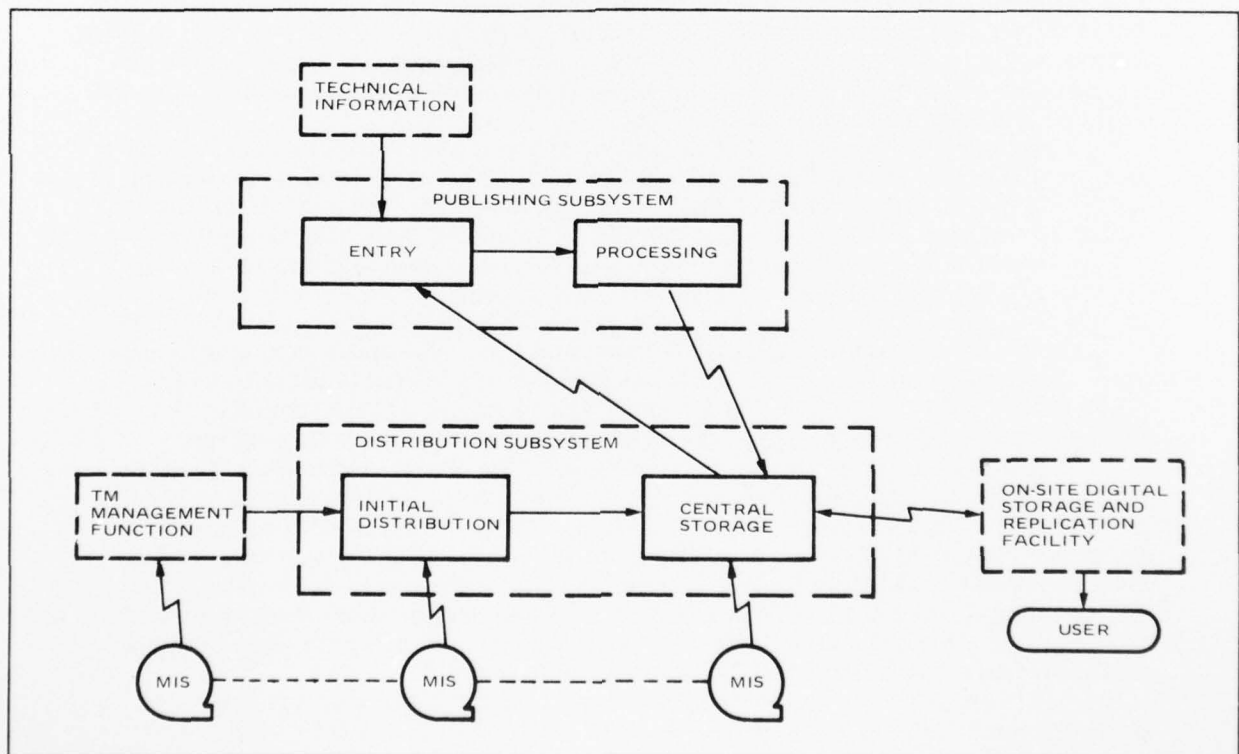 TECHNICAL
INFORMATION
PUBLISHING SUBSYSTEM
ENTRY
PROCESSING
DISTRIBUTION SUBSYSTEM
TM
MANAGEMENT
FUNCTION
INITIAL
DISTRIBUTION
CENTRAL
STORAGE
ON-SITE DIGITAL
STORAGE AND
REPLICATION
FACILITY
USER
MIS
MIS
MIS